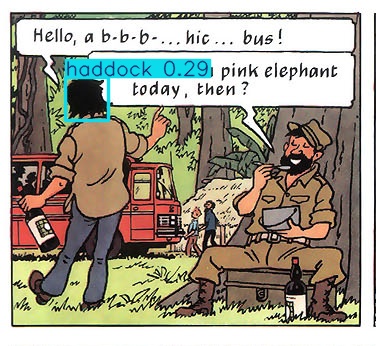 Hello, a b-b-b-... hic... bus!
haddock 0.29 pink elephant
today, then?